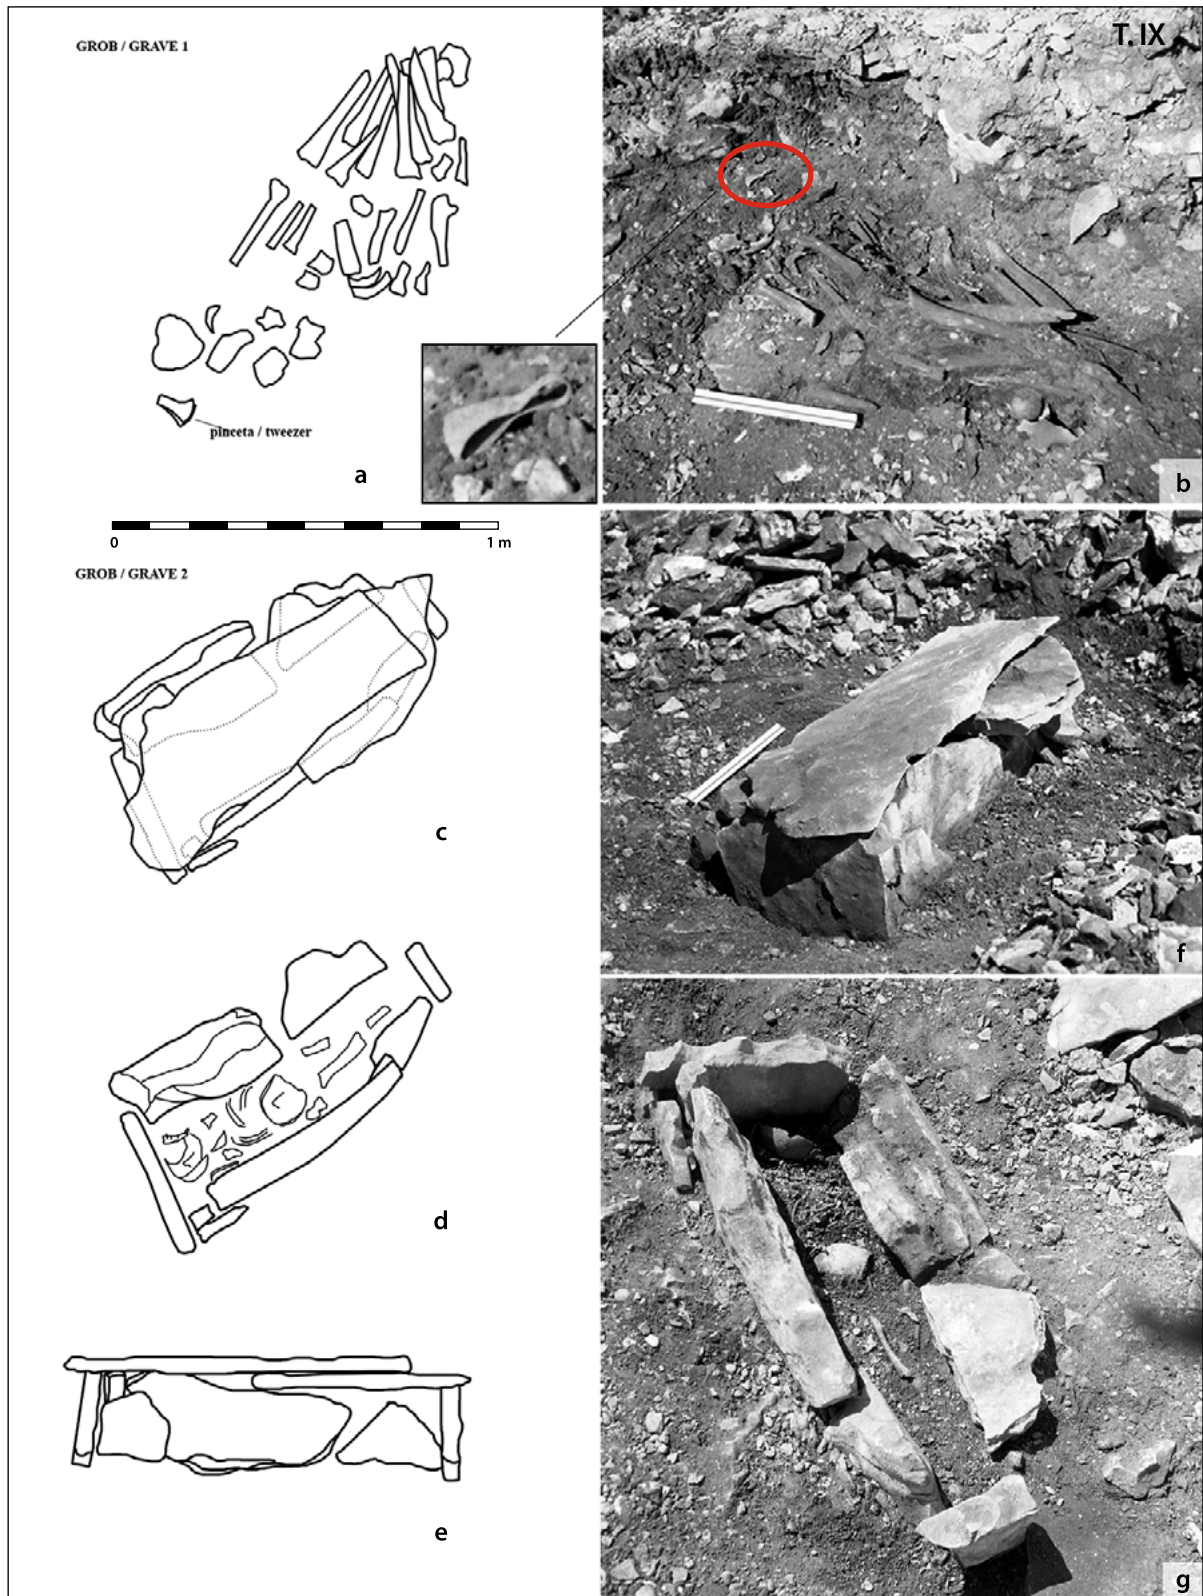 GROB / GRAVE 1
T. IX
pinceta / tweezer
a
b
0 1 m
GROB / GRAVE 2
c
f
d
e
g